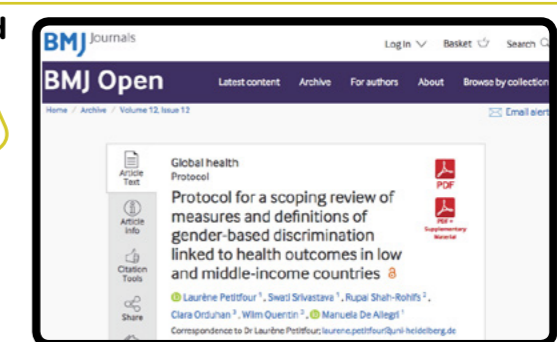 d
BMJ Journals
Log In Basket Search
BMJ Open
Latest content Archive For authors About Browse by collection
Home / Archive / Volume 12, Issue 12
Email alert
Article Text
Global health
Protocol
PDF
Protocol for a scoping review of
measures and definitions of
gender-based discrimination
linked to health outcomes in low
and middle-income countries
Article Info
PDF + Supplementary Material
Citation Tools
Share
Laurène Petitfour 1, Swati Srivastava 1, Rupal Shah-Rohlfs 2,
Clara Orduhan 3, Wilm Quentin 2, Manuela De Allegri 1
Correspondence to Dr Laurène Petitfour; laurene.petitfour@uni-heidelberg.de